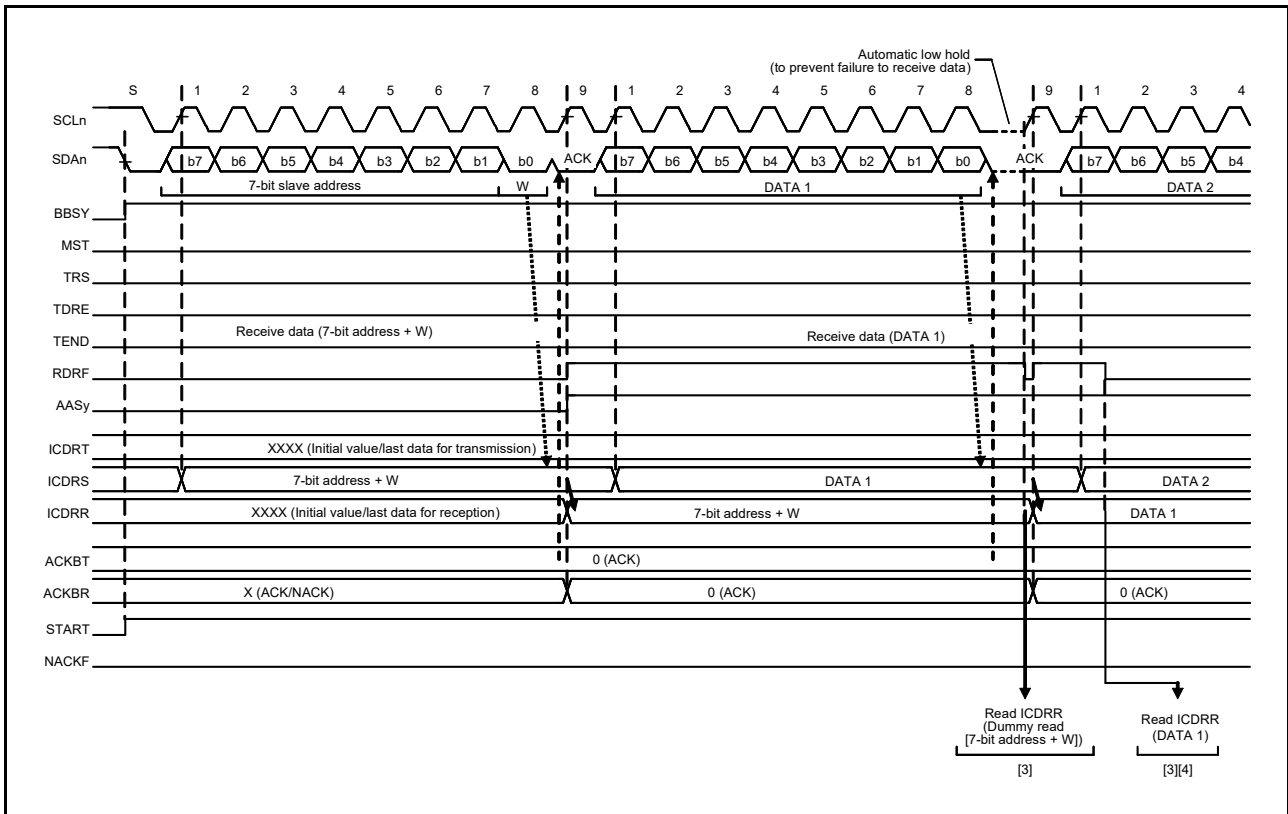 Automatic low hold
(to prevent failure to receive data)
S 1 2 3 4 5 6 7 8 9 1 2 3 4 5 6 7 8 9 1 2 3 4
SCLn
SDAn b7 b6 b5 b4 b3 b2 b1 b0 ACK b7 b6 b5 b4 b3 b2 b1 b0 ACK b7 b6 b5 b4
7-bit slave address W DATA 1 DATA 2
BBSY
MST
TRS
TDRE
Receive data (7-bit address + W) Receive data (DATA 1)
TEND
RDRF
AASy
ICDRT XXXX (Initial value/last data for transmission)
ICDRS 7-bit address + W DATA 1 DATA 2
ICDRR XXXX (Initial value/last data for reception) 7-bit address + W DATA 1
ACKBT 0 (ACK)
ACKBR X (ACK/NACK) 0 (ACK) 0 (ACK)
START
NACKF
Read ICDRR
(Dummy read
[7-bit address + W])
[3]
Read ICDRR
(DATA 1)
[3][4]